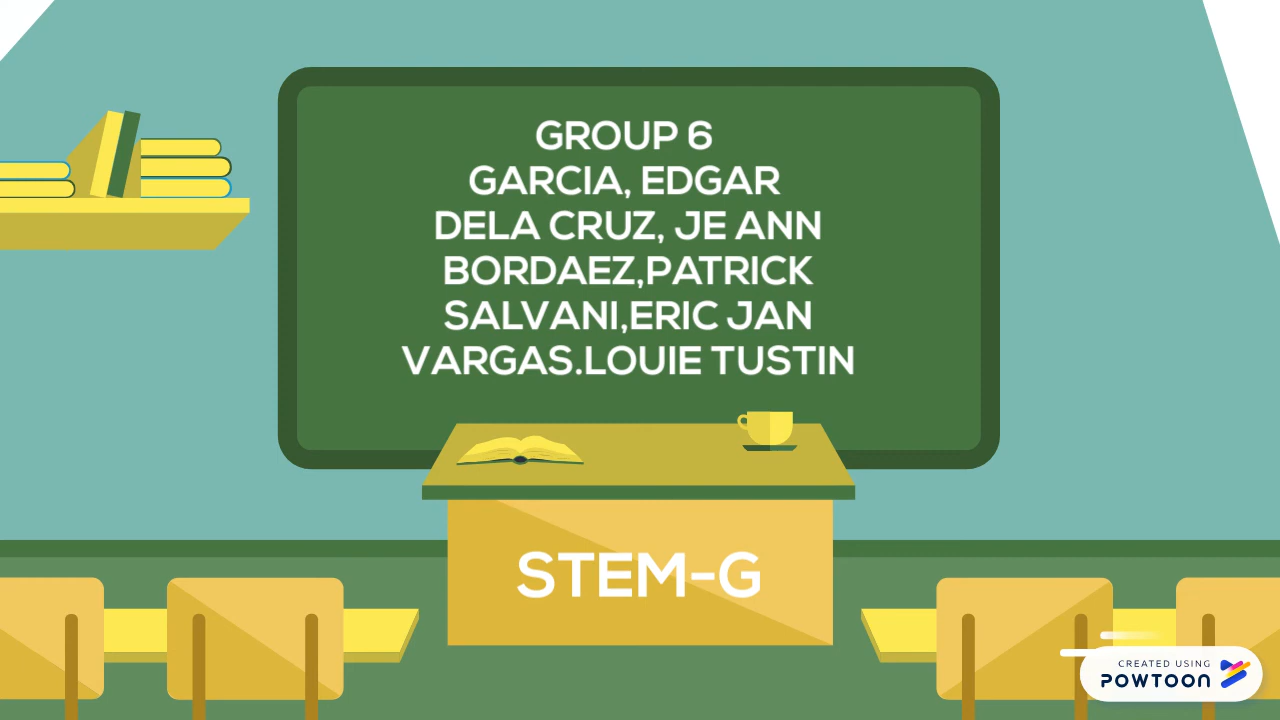 GROUP 6
GARCIA, EDGAR
DELA CRUZ, JE ANN
BORDAEZ,PATRICK
SALVANI,ERIC JAN
VARGAS.LOUIE TUSTIN
STEM-G
CREATED USING
POWTOON